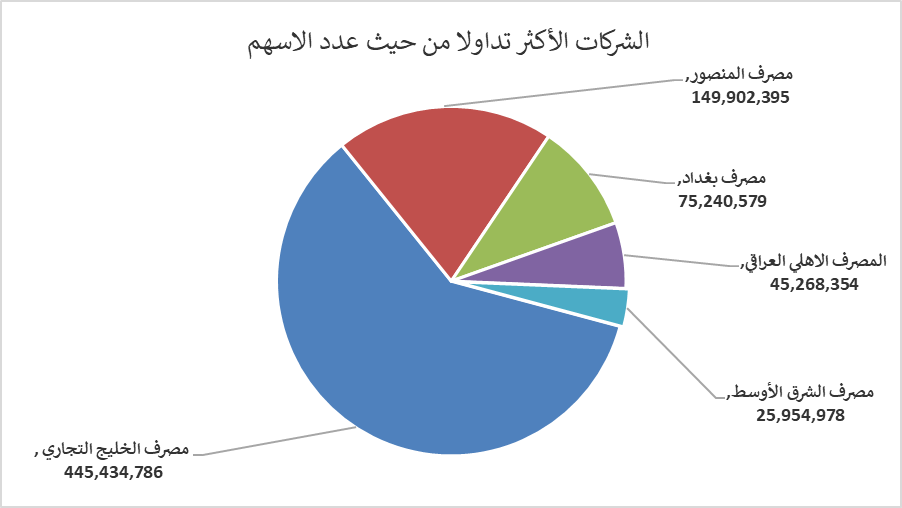 الشركات الأكثر تداولا من حيث عدد الاسهم
مصرف المنصور,
149,902,395
مصرف بغداد,
75,240,579
المصرف الاهلي العراقي,
45,268,354
مصرف الشرق الأوسط,
25,954,978
مصرف الخليج التجاري ,
445,434,786